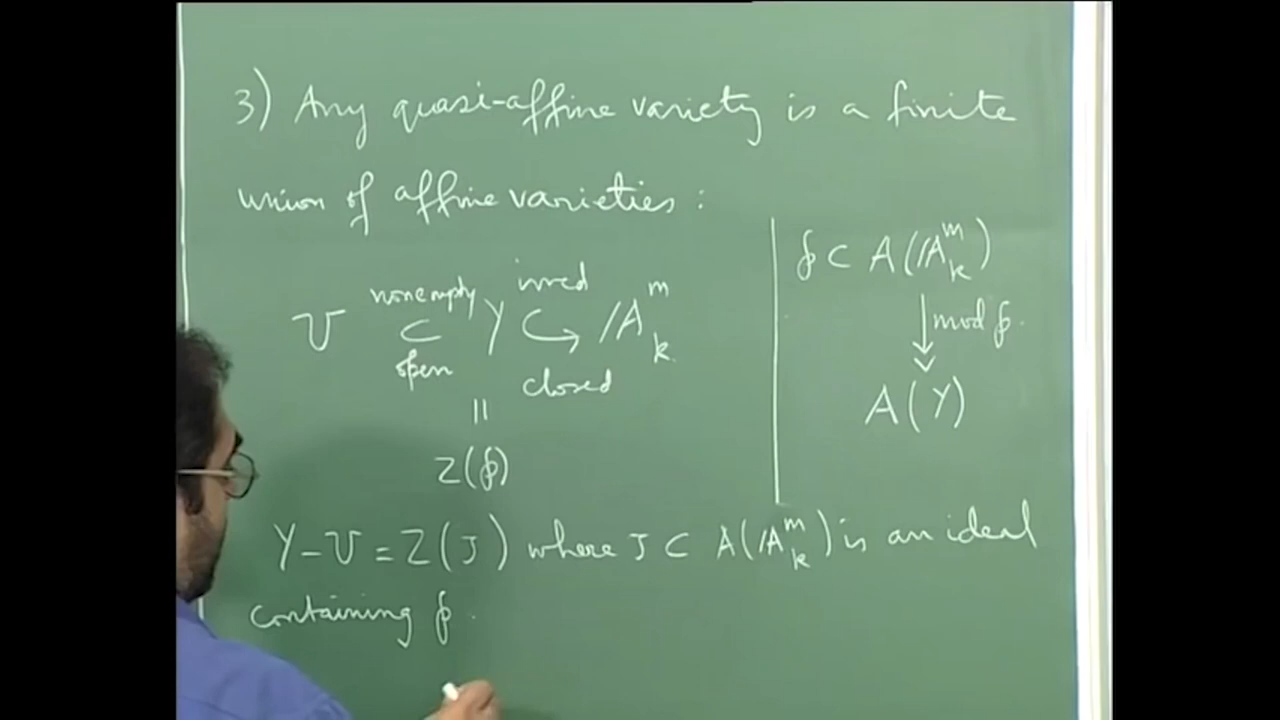 3) Any quasi-affine variety is a finite
union of affine varieties :
nonempty irred
U ⊂ Y ↪ /A^m_k
open closed
||
Z(𝔭)
𝔭 ⊂ A(/A^m_k)
↓ mod 𝔭.
A(Y)
Y – U = Z(J) where J ⊂ A(/A^m_k) is an ideal
containing 𝔭.